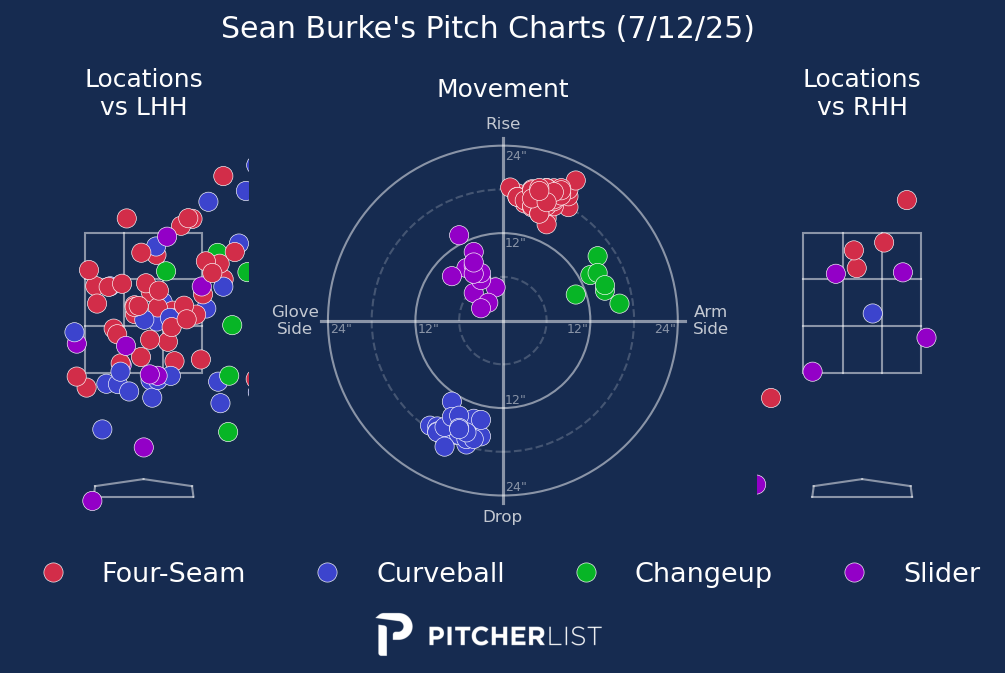 Sean Burke's Pitch Charts (7/12/25)
Locations
vs LHH
Movement
Locations
vs RHH
Rise
24"
12"
Glove
Side
24"
12"
12"
24"
Arm
Side
12"
24"
Drop
Four-Seam
Curveball
Changeup
Slider
PITCHERLIST